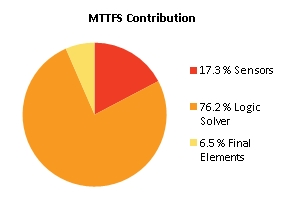 MTTFS Contribution
17.3 % Sensors
76.2 % Logic
Solver
6.5 % Final
Elements